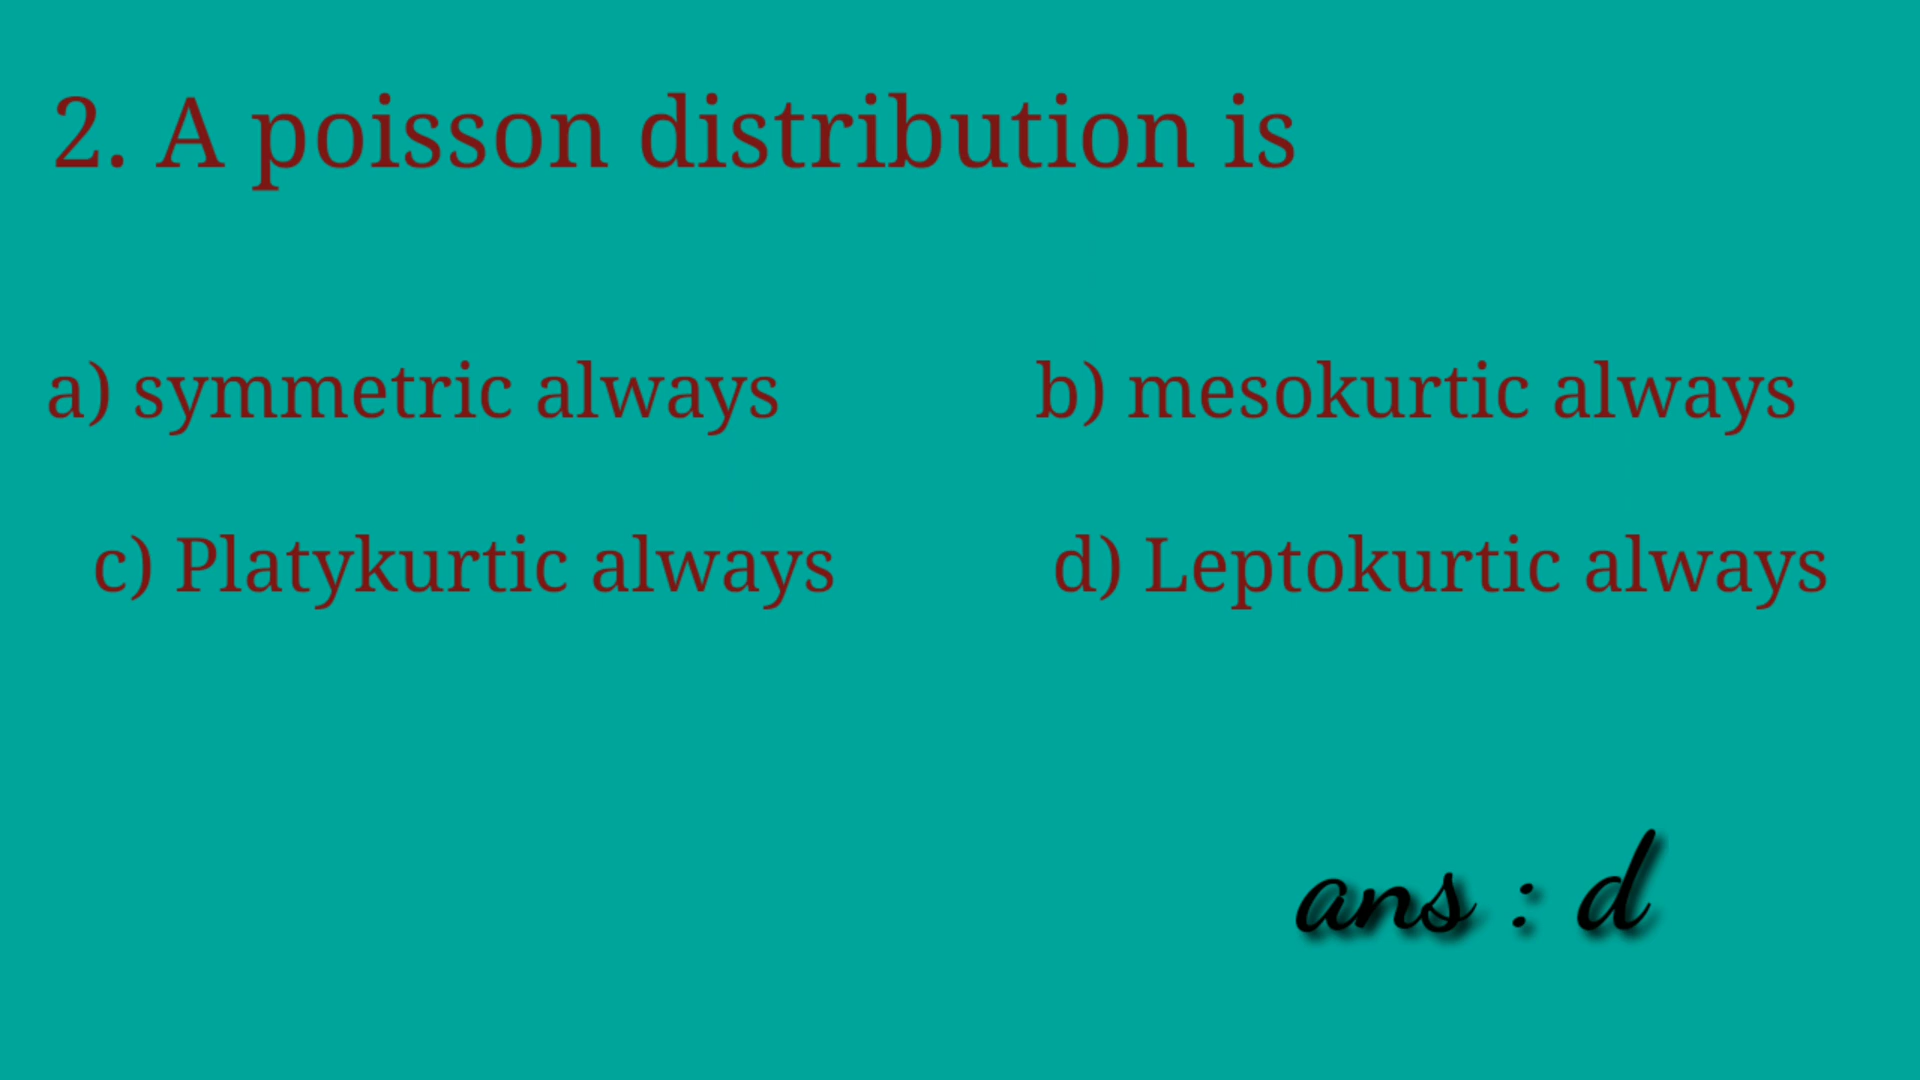 2. A poisson distribution is
a) symmetric always
b) mesokurtic always
c) Platykurtic always
d) Leptokurtic always
ans : d